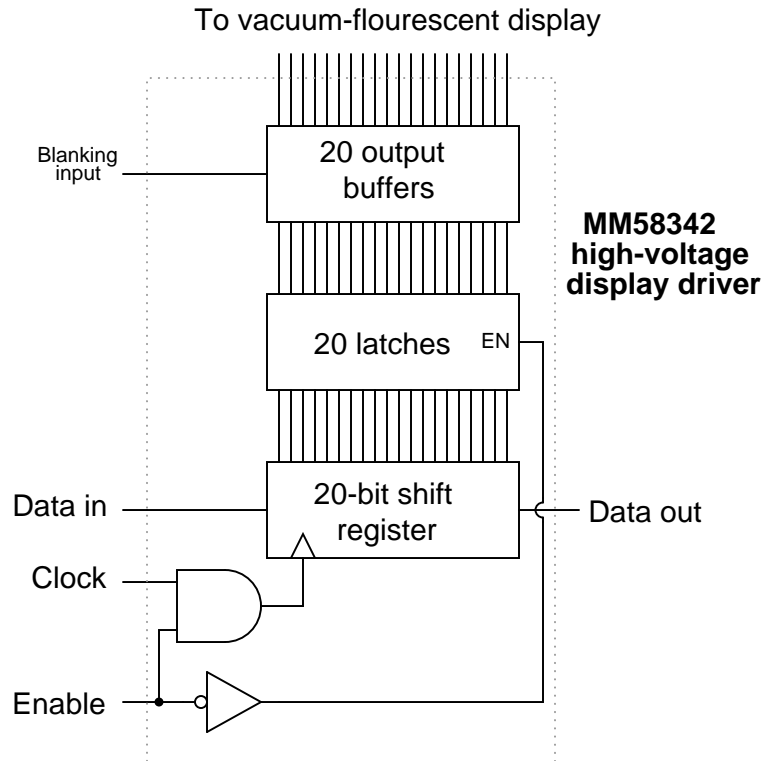 To vacuum-flourescent display
Blanking
input
20 output
buffers
MM58342
high-voltage
display driver
20 latches
EN
Data in
20-bit shift
register
Data out
Clock
Enable